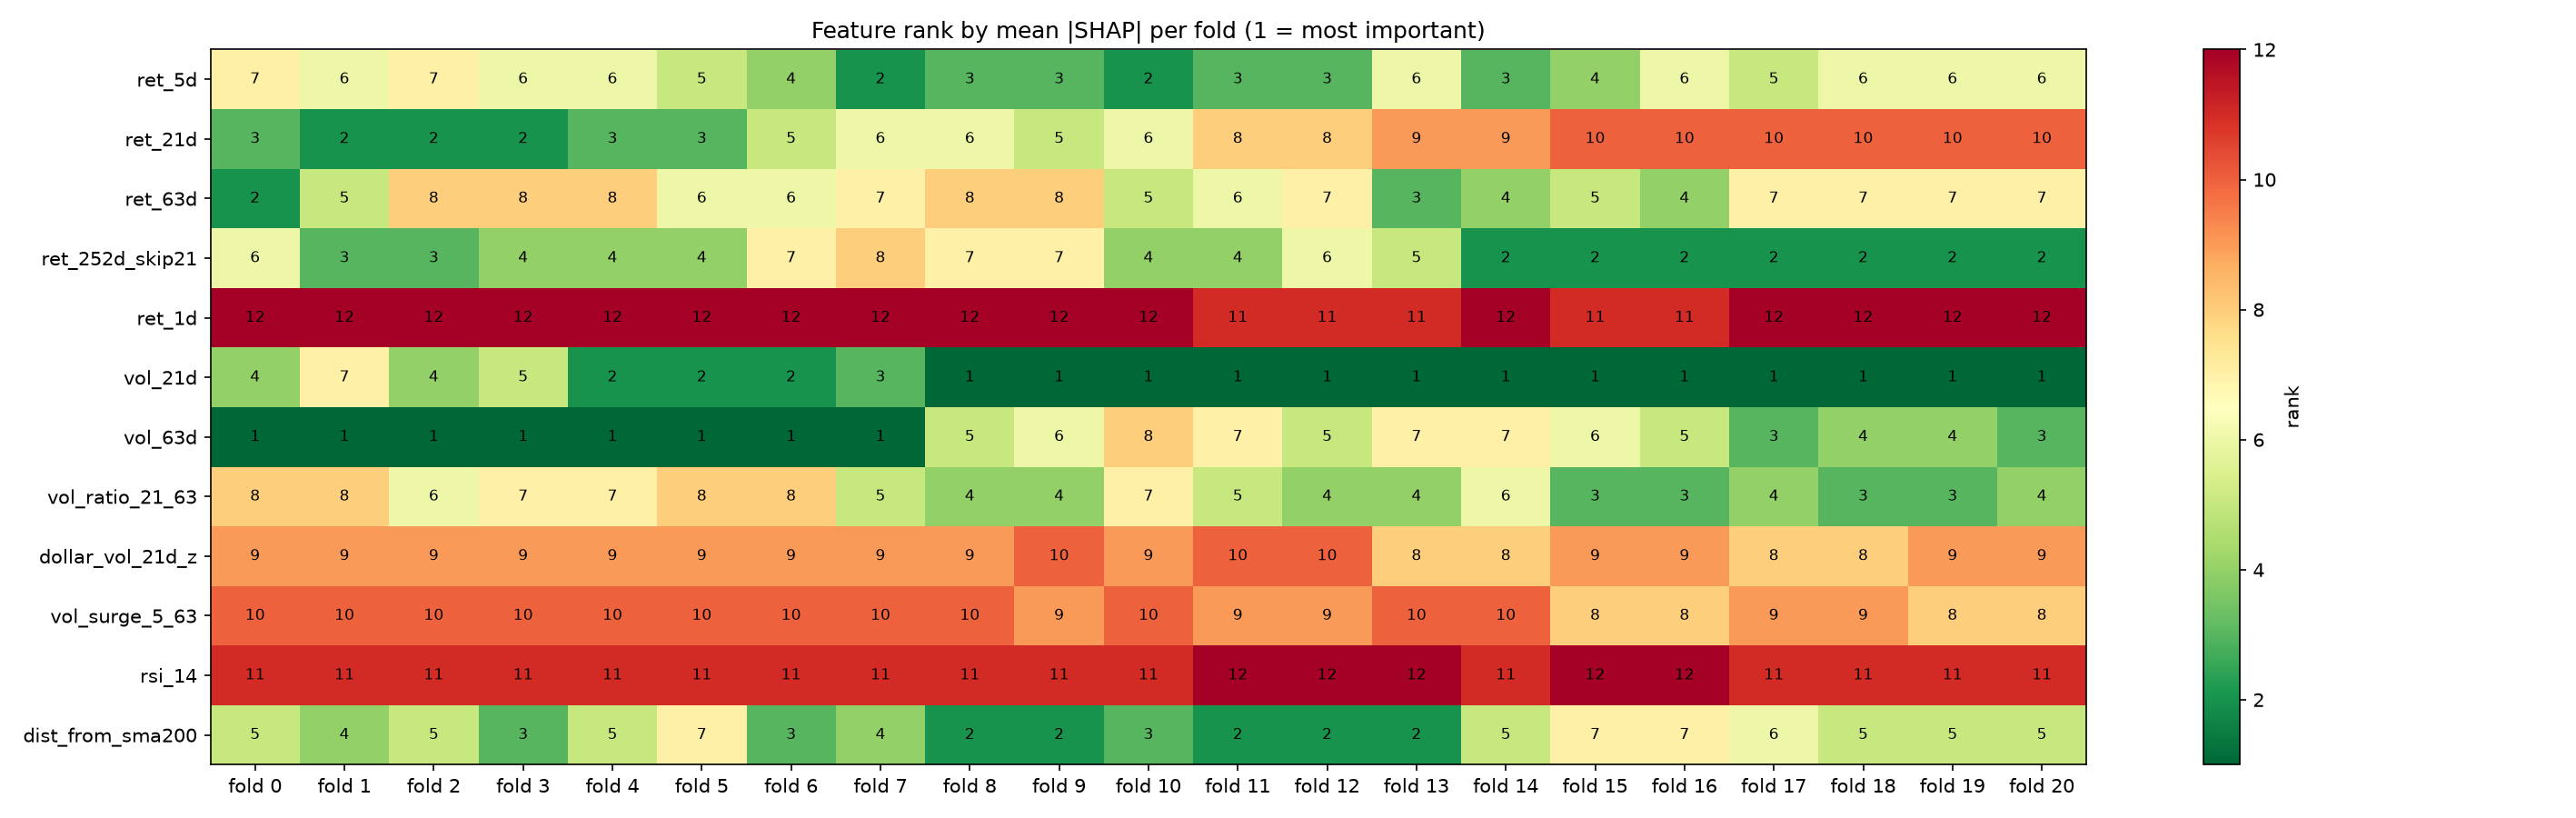 Feature rank by mean |SHAP| per fold (1 = most important)
ret_5d 7 6 7 6 6 5 4 2 3 3 2 3 3 6 3 4 6 5 6 6 6
ret_21d 3 2 2 2 3 3 5 6 6 5 6 8 8 9 9 10 10 10 10 10 10
ret_63d 2 5 8 8 8 6 6 7 8 8 5 6 7 3 4 5 4 7 7 7 7
ret_252d_skip21 6 3 3 4 4 4 7 8 7 7 4 4 6 5 2 2 2 2 2 2 2
ret_1d 12 12 12 12 12 12 12 12 12 12 12 11 11 11 12 11 11 12 12 12 12
vol_21d 4 7 4 5 2 2 2 3 1 1 1 1 1 1 1 1 1 1 1 1 1
vol_63d 1 1 1 1 1 1 1 1 5 6 8 7 5 7 7 6 5 3 4 4 3
vol_ratio_21_63 8 8 6 7 7 8 8 5 4 4 7 5 4 4 6 3 3 4 3 3 4
dollar_vol_21d_z 9 9 9 9 9 9 9 9 9 10 9 10 10 8 8 9 9 8 8 9 9
vol_surge_5_63 10 10 10 10 10 10 10 10 10 9 10 9 9 10 10 8 8 9 9 8 8
rsi_14 11 11 11 11 11 11 11 11 11 11 11 12 12 12 11 12 12 11 11 11 11
dist_from_sma200 5 4 5 3 5 7 3 4 2 2 3 2 2 2 5 7 7 6 5 5 5
fold 0 fold 1 fold 2 fold 3 fold 4 fold 5 fold 6 fold 7 fold 8 fold 9 fold 10 fold 11 fold 12 fold 13 fold 14 fold 15 fold 16 fold 17 fold 18 fold 19 fold 20
12
10
8
6
4
2
rank